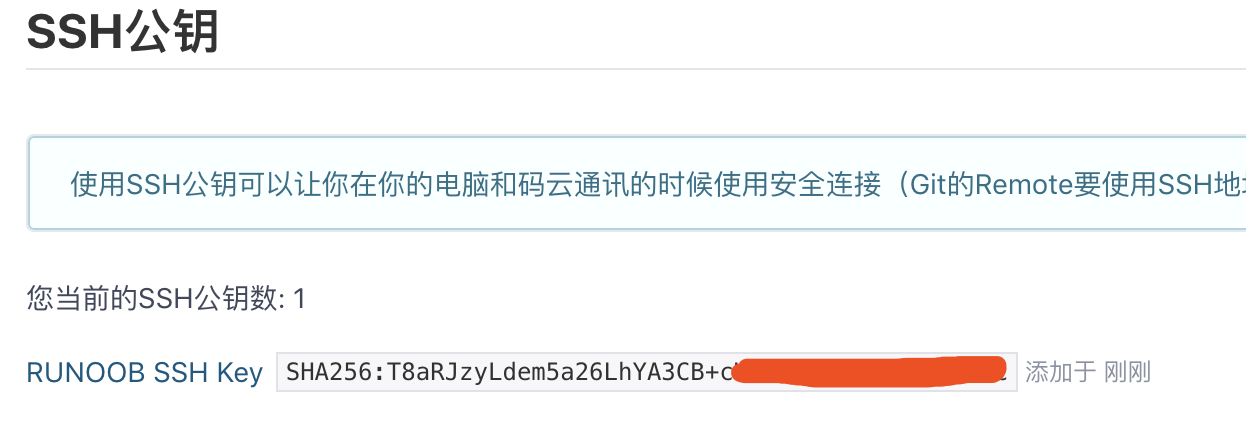 SSH公钥
使用SSH公钥可以让你在你的电脑和码云通讯的时候使用安全连接（Git的Remote要使用SSH地
您当前的SSH公钥数: 1
RUNOOB SSH Key SHA256:T8aRJzyLdem5a26LhYA3CB+c 添加于 刚刚